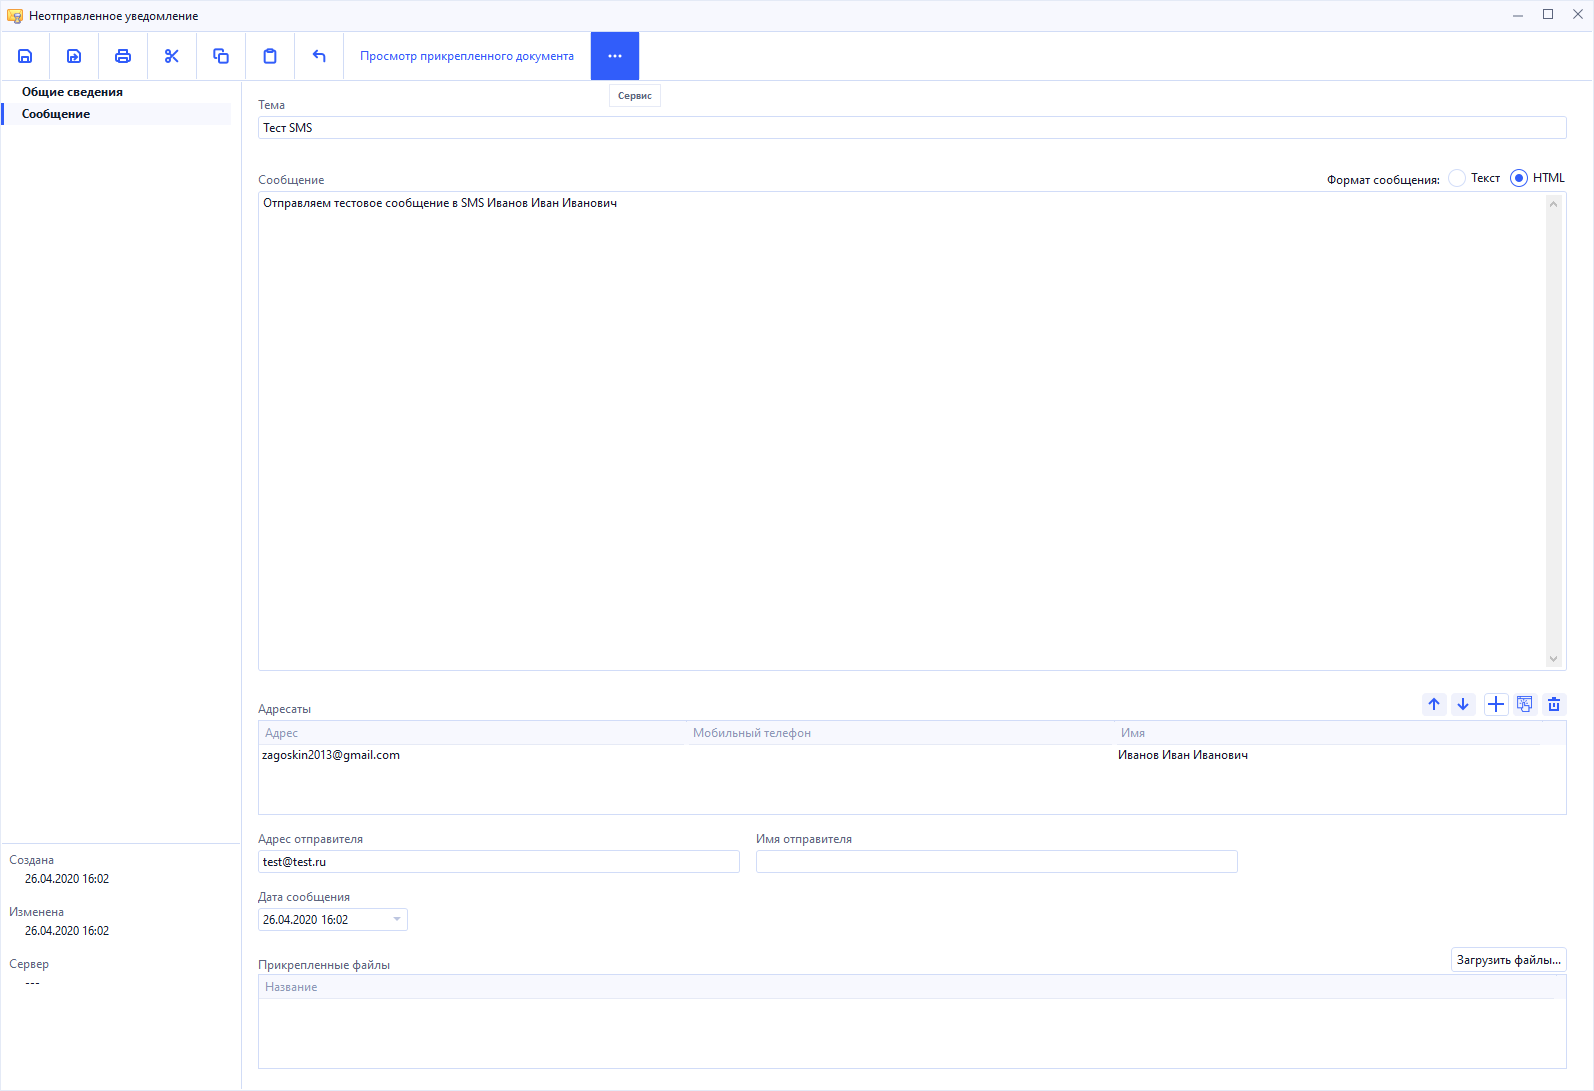 Неотправленное уведомление
Просмотр прикрепленного документа
Общие сведения
Сервис
Сообщение
Тема
Тест SMS
Сообщение
Формат сообщения:
Текст
HTML
Отправляем тестовое сообщение в SMS Иванов Иван Иванович
Адресаты
Адрес
Мобильный телефон
Имя
zagoskin2013@gmail.com
Иванов Иван Иванович
Адрес отправителя
Имя отправителя
test@test.ru
Дата сообщения
26.04.2020 16:02
Прикрепленные файлы
Загрузить файлы...
Название
Создана
26.04.2020 16:02
Изменена
26.04.2020 16:02
Сервер
---